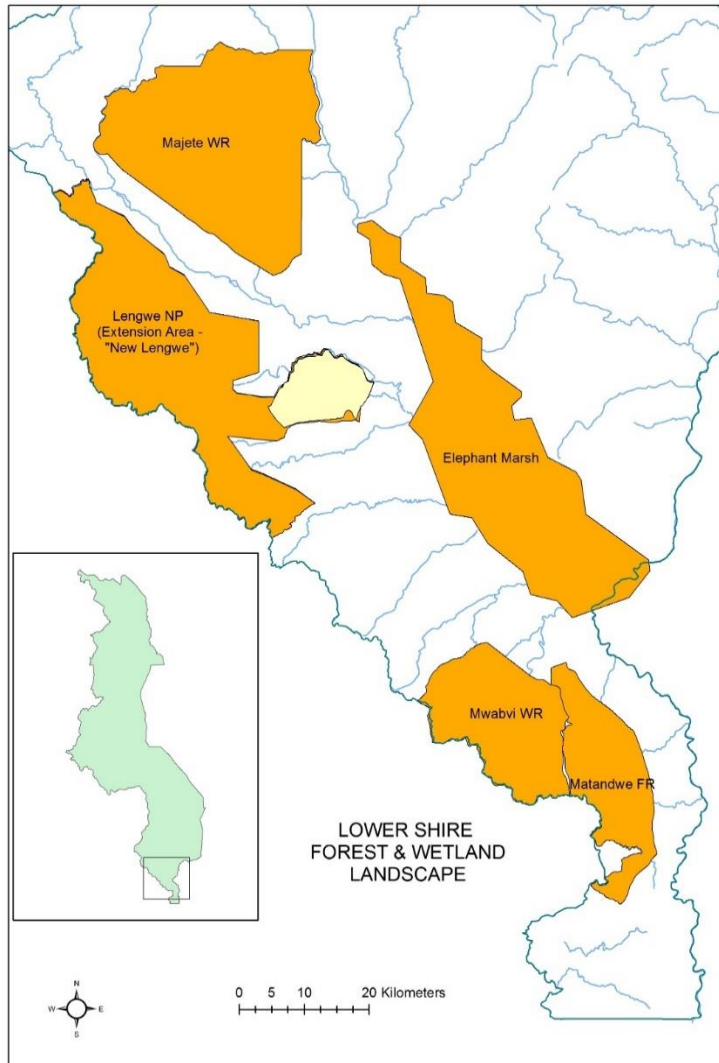 Majete WR
Lengwe NP
(Extension Area -
"New Lengwe")
Elephant Marsh
Mwabvi WR
Matandwe FR
LOWER SHIRE
FOREST & WETLAND
LANDSCAPE
N
W E
S
0 5 10 20 Kilometers